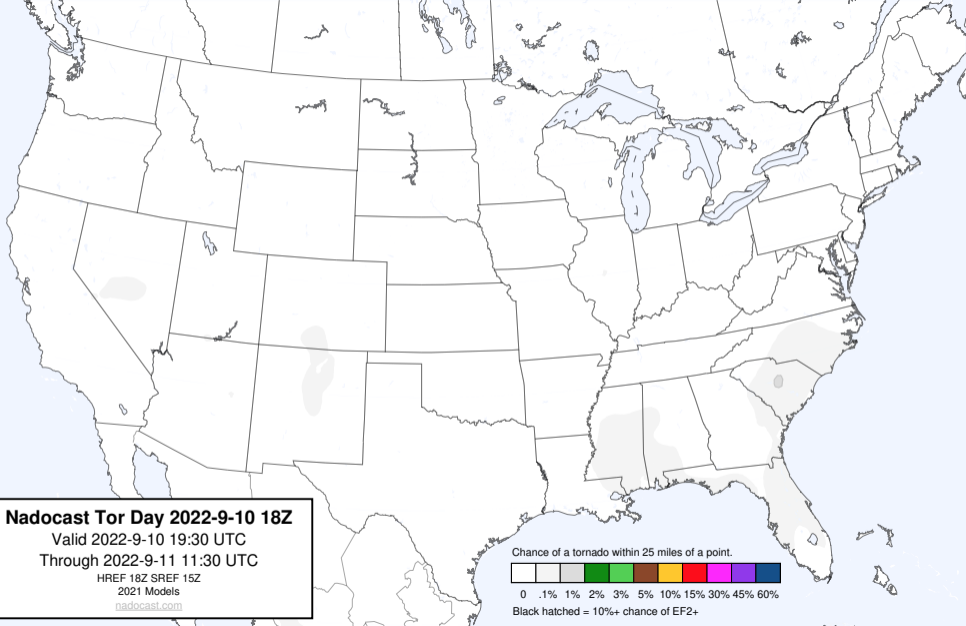 Nadocast Tor Day 2022-9-10 18Z
Valid 2022-9-10 19:30 UTC
Through 2022-9-11 11:30 UTC
HREF 18Z SREF 15Z
2021 Models
nadocast.com
Chance of a tornado within 25 miles of a point.
0 .1% 1% 2% 3% 5% 10% 15% 30% 45% 60%
Black hatched = 10%+ chance of EF2+